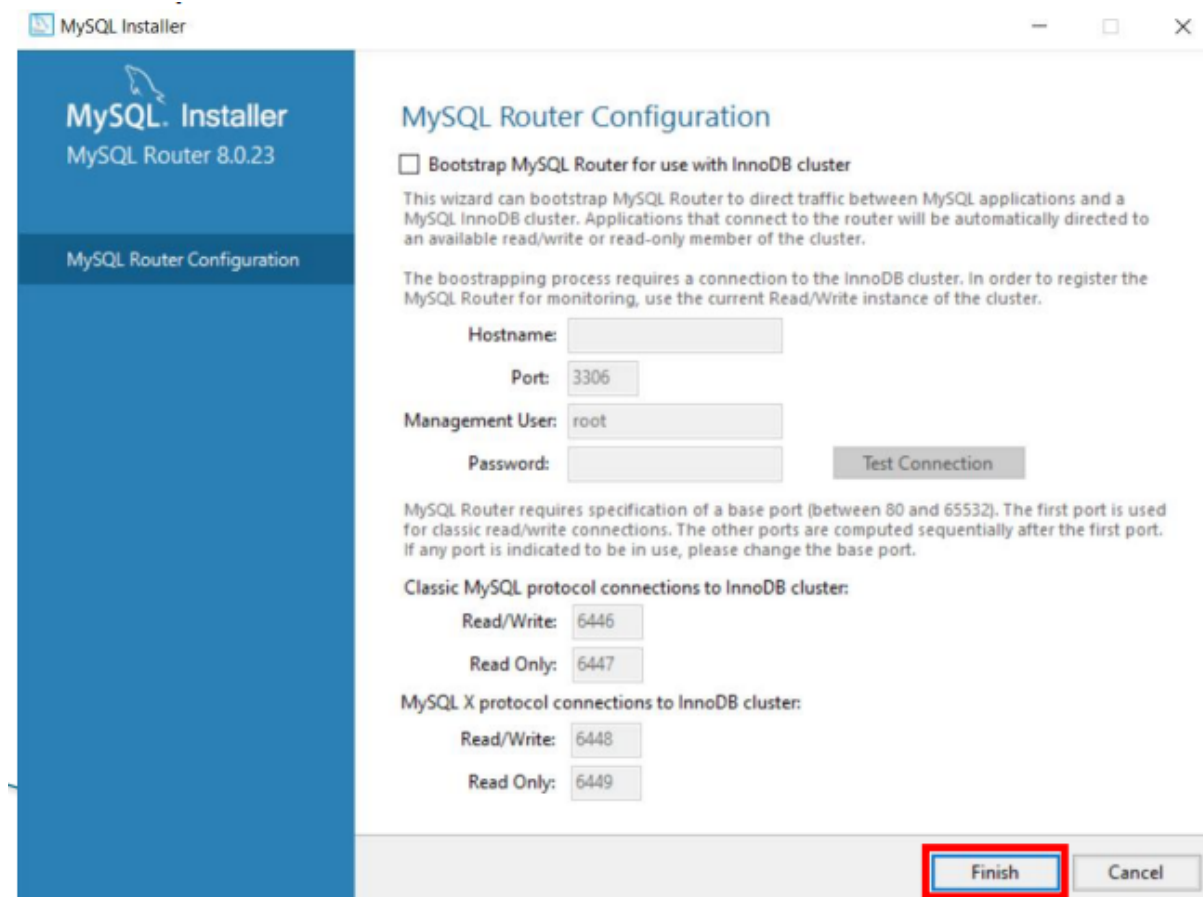 MySQL Installer
MySQL. Installer
MySQL Router 8.0.23
MySQL Router Configuration
MySQL Router Configuration
Bootstrap MySQL Router for use with InnoDB cluster
This wizard can bootstrap MySQL Router to direct traffic between MySQL applications and a
MySQL InnoDB cluster. Applications that connect to the router will be automatically directed to
an available read/write or read-only member of the cluster.
The boostrapping process requires a connection to the InnoDB cluster. In order to register the
MySQL Router for monitoring, use the current Read/Write instance of the cluster.
Hostname:
Port: 3306
Management User: root
Password: Test Connection
MySQL Router requires specification of a base port (between 80 and 65532). The first port is used
for classic read/write connections. The other ports are computed sequentially after the first port.
If any port is indicated to be in use, please change the base port.
Classic MySQL protocol connections to InnoDB cluster:
Read/Write: 6446
Read Only: 6447
MySQL X protocol connections to InnoDB cluster:
Read/Write: 6448
Read Only: 6449
Finish Cancel